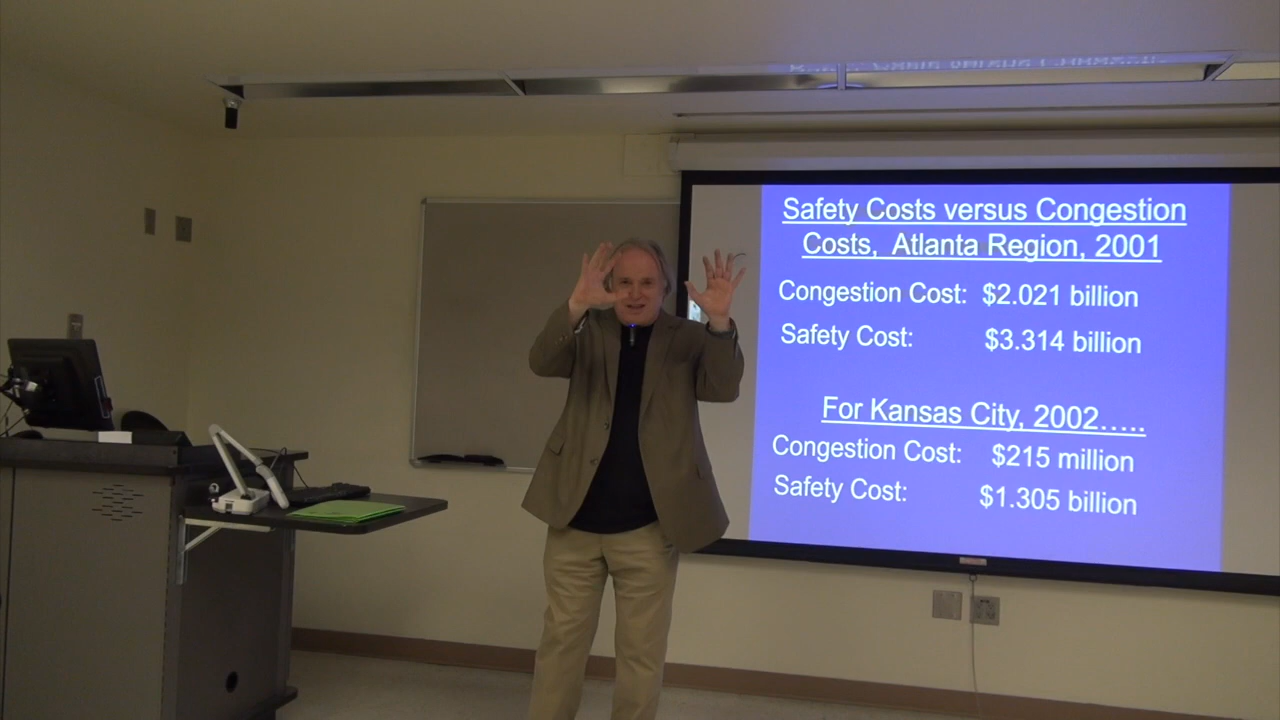 Safety Costs versus Congestion
Costs, Atlanta Region, 2001
Congestion Cost: $2.021 billion
Safety Cost: $3.314 billion
For Kansas City, 2002…..
Congestion Cost: $215 million
Safety Cost: $1.305 billion